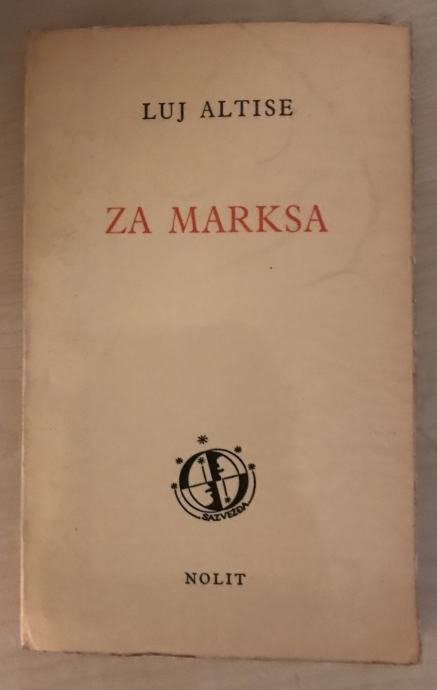 LUJ ALTISE
ZA MARKSA
SAZVEŽĐA
NOLIT